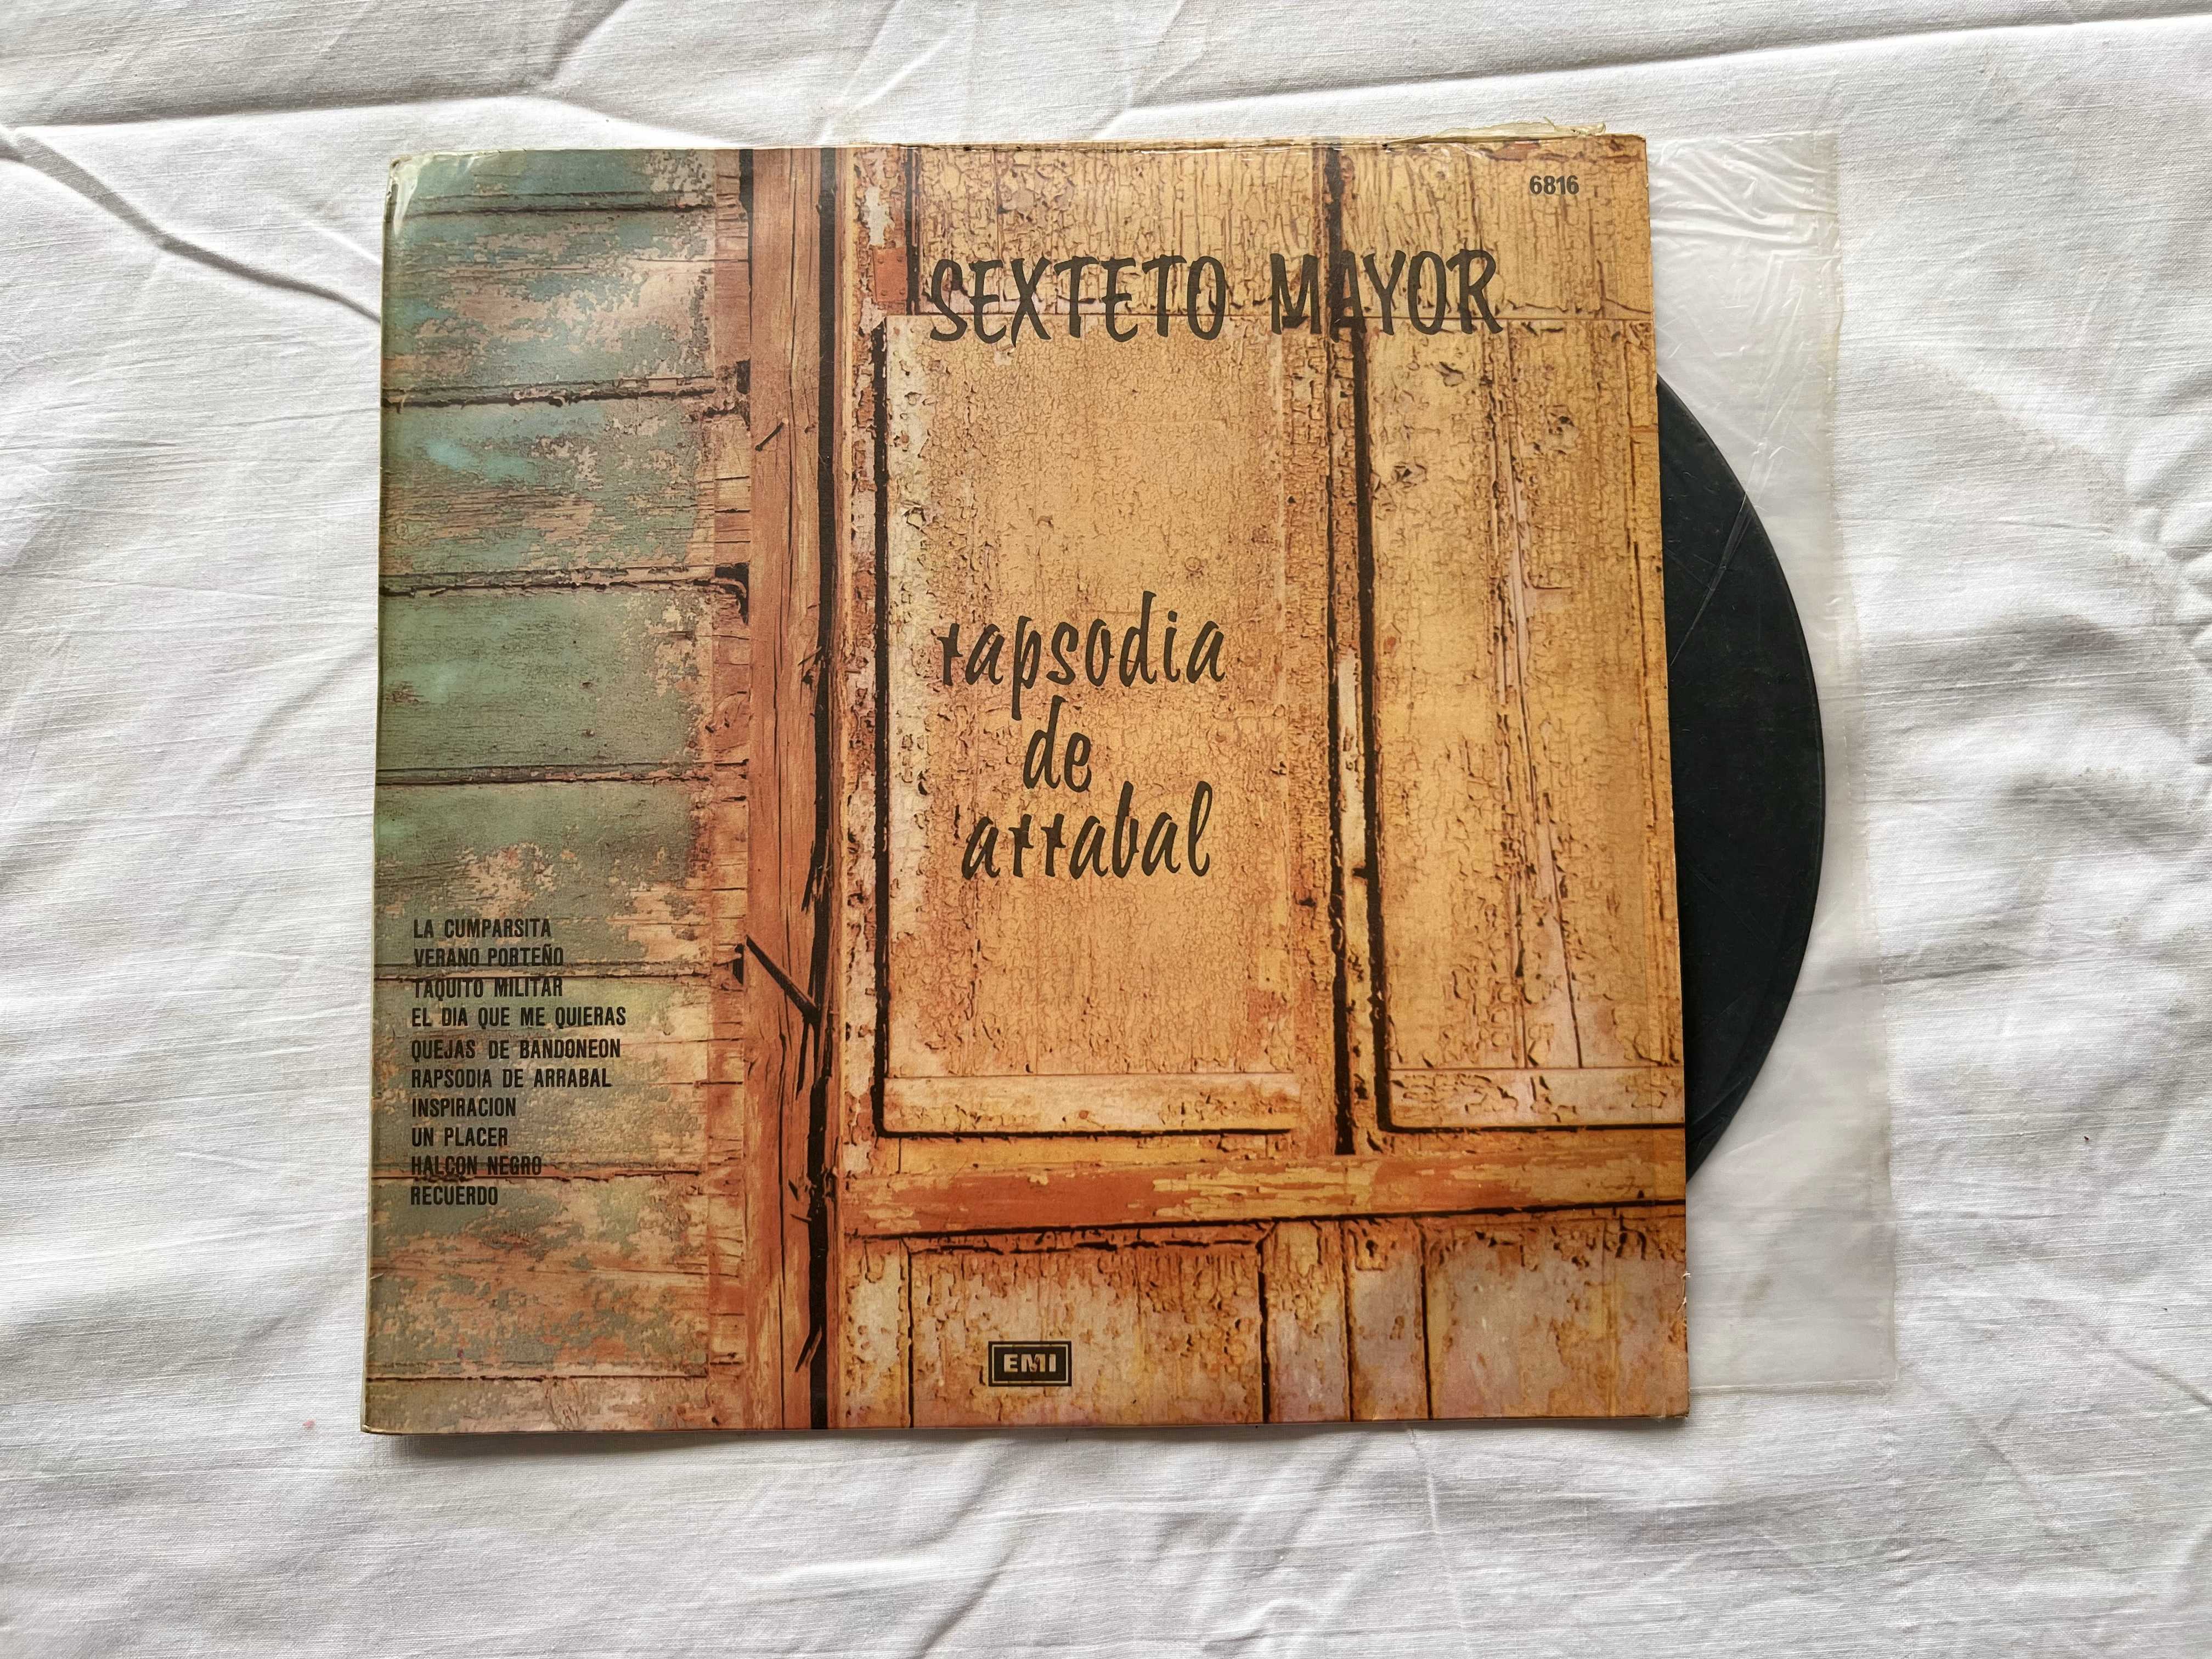 6816
SEXTETO MAYOR
rapsodia
de
arrabal
LA CUMPARSITA
VERANO PORTEÑO
TAQUITO MILITAR
EL DIA QUE ME QUIERAS
QUEJAS DE BANDONEON
RAPSODIA DE ARRABAL
INSPIRACION
UN PLACER
HALCON NEGRO
RECUERDO
EMI